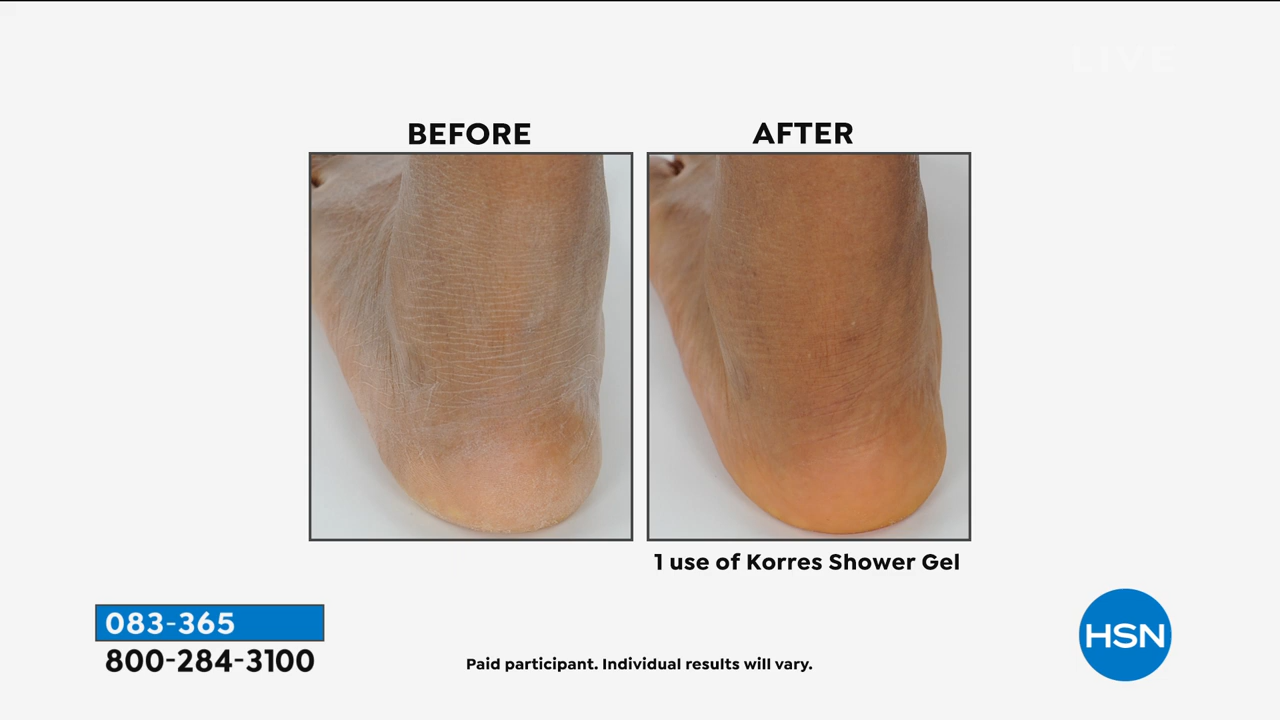 LIVE
BEFORE
AFTER
1 use of Korres Shower Gel
083-365
800-284-3100
Paid participant. Individual results will vary.
HSN